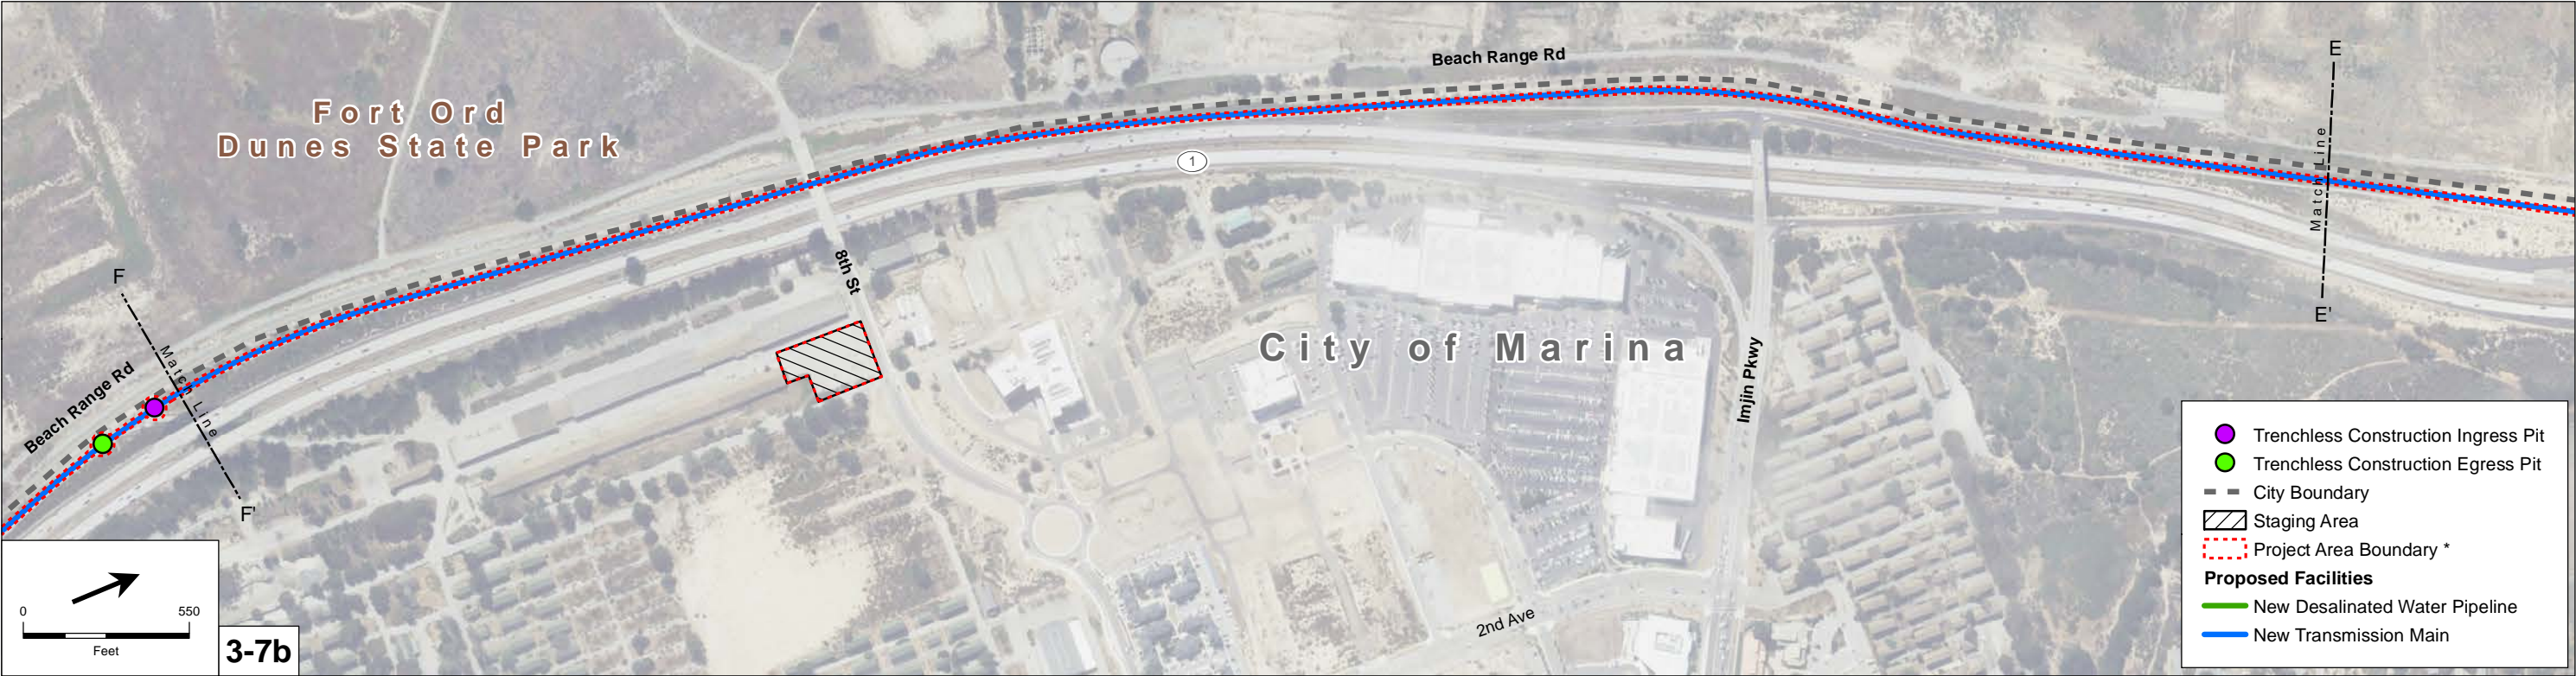 Beach Range Rd
E
Fort Ord
Dunes State Park
1
Match Line
8th St
F
E'
City of Marina
Imjin Pkwy
Match Line
Beach Range Rd
F'
2nd Ave
0 550
Feet
3-7b
Trenchless Construction Ingress Pit
Trenchless Construction Egress Pit
City Boundary
Staging Area
Project Area Boundary *
Proposed Facilities
New Desalinated Water Pipeline
New Transmission Main